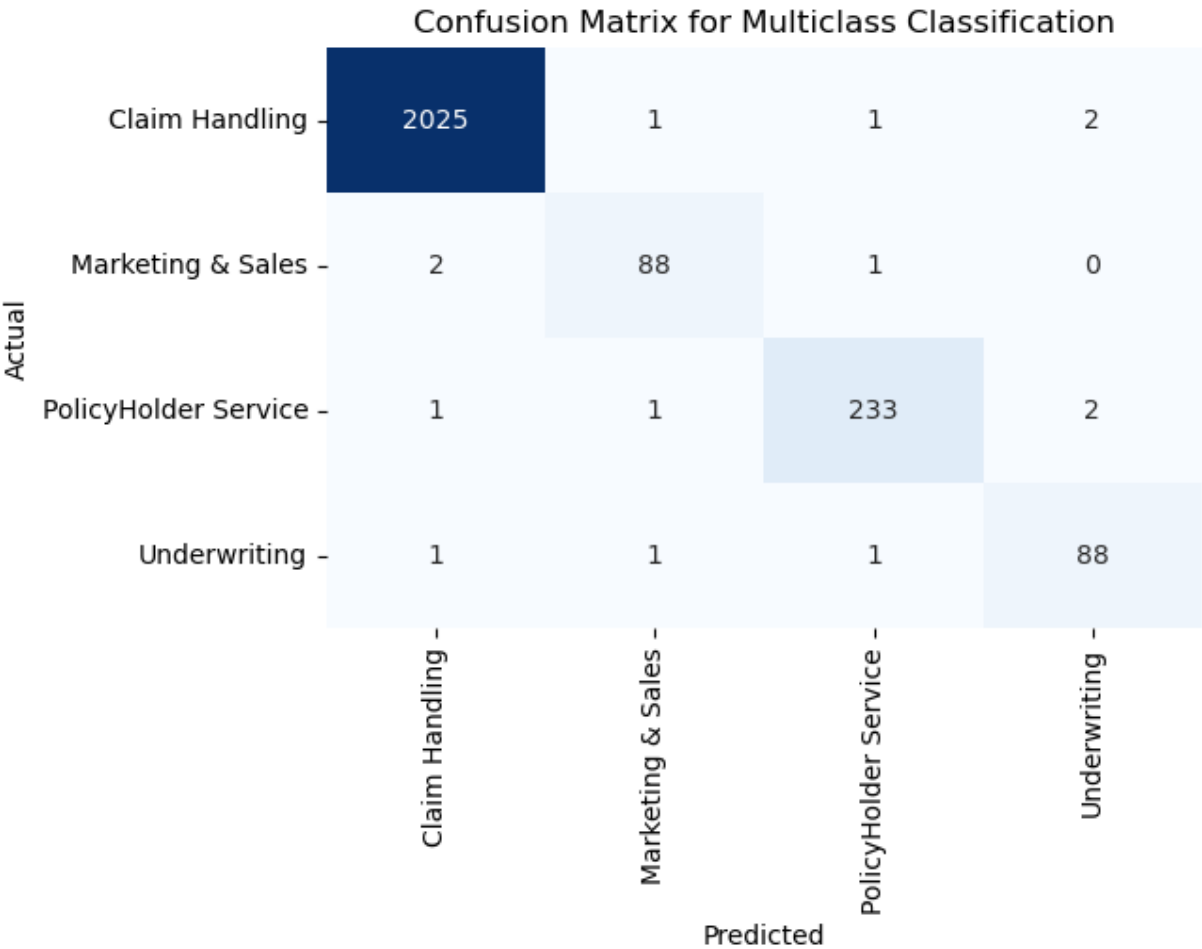 Confusion Matrix for Multiclass Classification
Actual
Claim Handling 2025 1 1 2
Marketing & Sales 2 88 1 0
PolicyHolder Service 1 1 233 2
Underwriting 1 1 1 88
Claim Handling
Marketing & Sales
PolicyHolder Service
Underwriting
Predicted